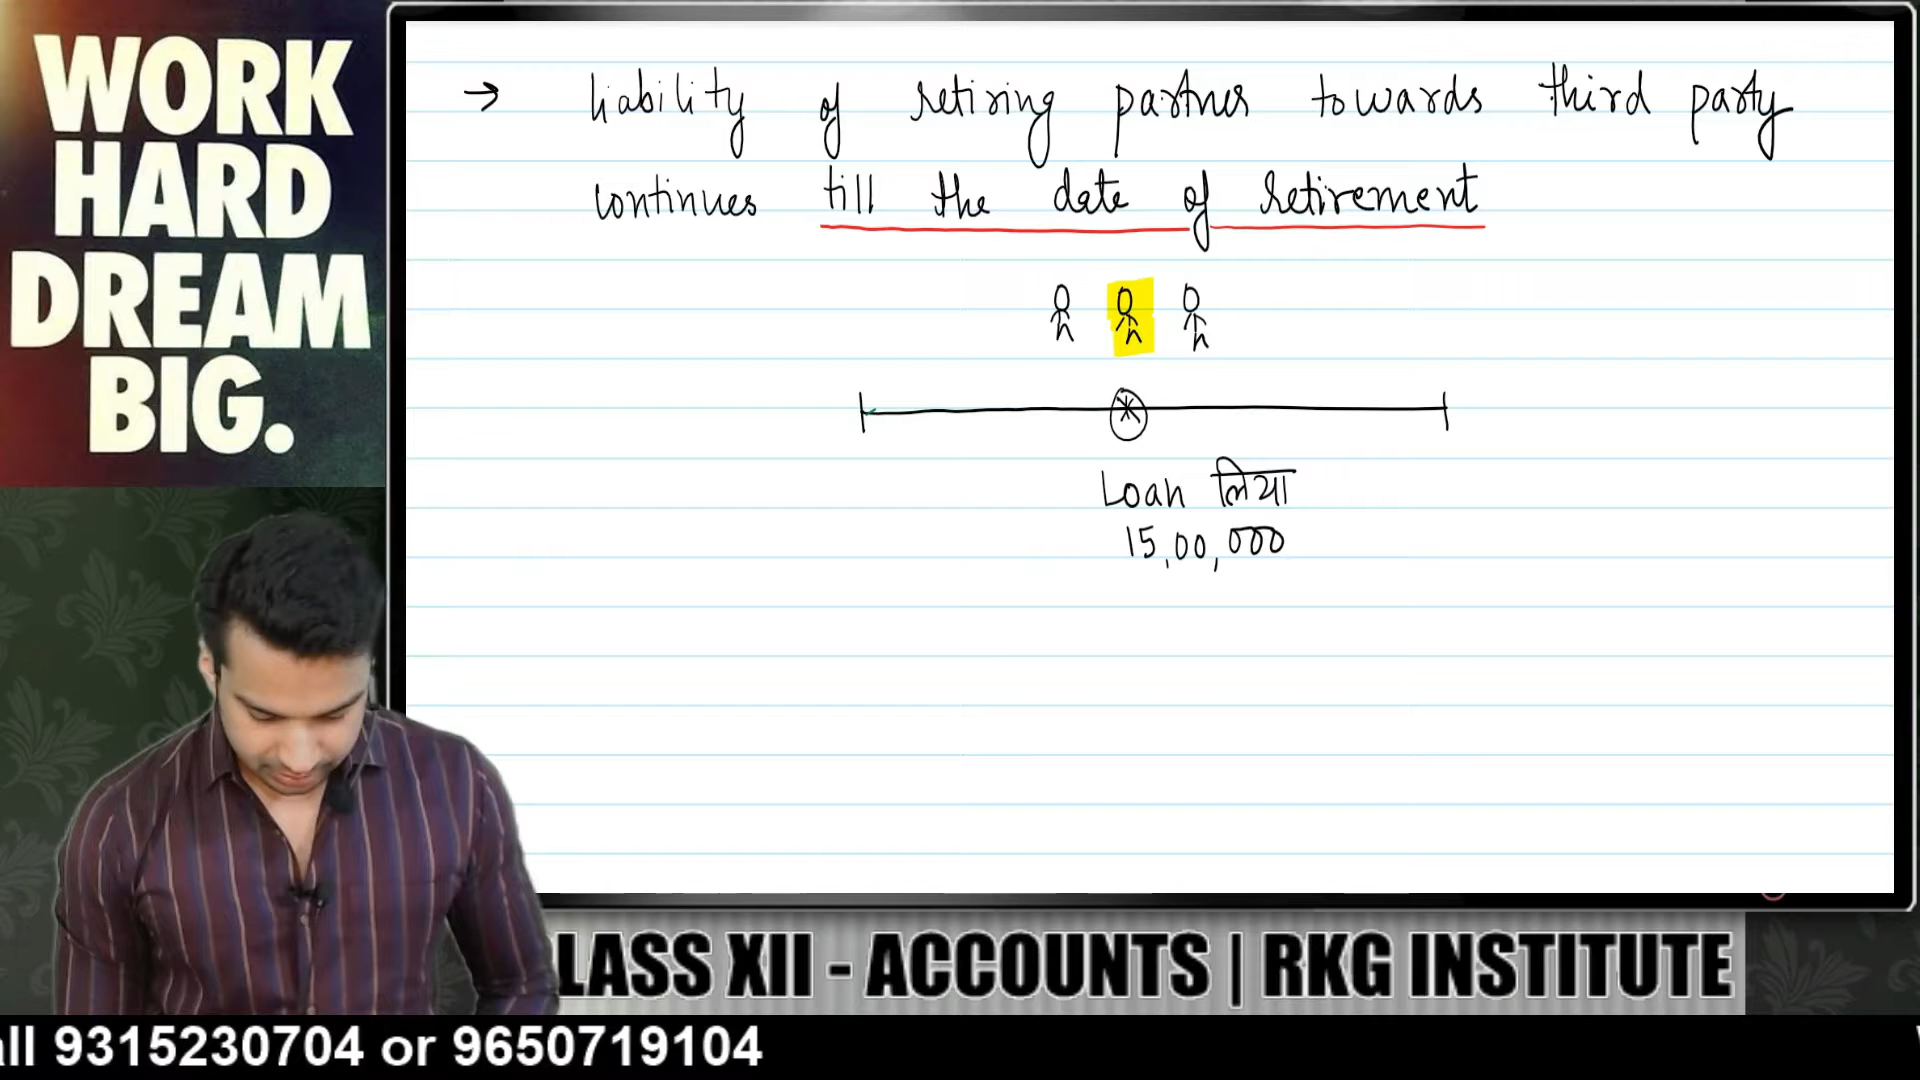 WORK
HARD
DREAM
BIG.
→ liability of retiring partner towards third party
continues till the date of retirement
Loan लिया
15,00,000
LASS XII - ACCOUNTS | RKG INSTITUTE
all 9315230704 or 9650719104